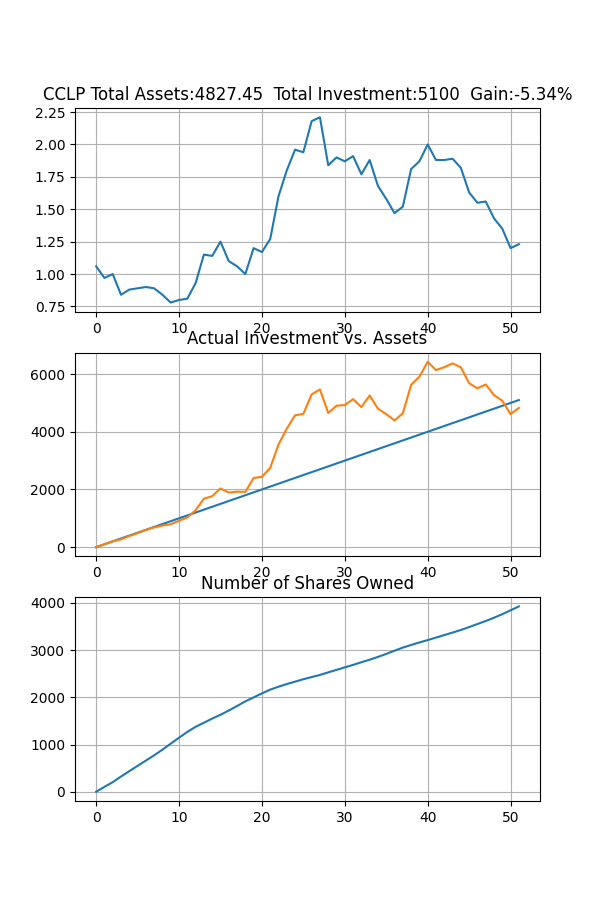 CCLP Total Assets:4827.45  Total Investment:5100  Gain:-5.34%
2.25
2.00
1.75
1.50
1.25
1.00
0.75
0 10 20 30 40 50
Actual Investment vs. Assets
6000
4000
2000
0
0 10 20 30 40 50
Number of Shares Owned
4000
3000
2000
1000
0
0 10 20 30 40 50